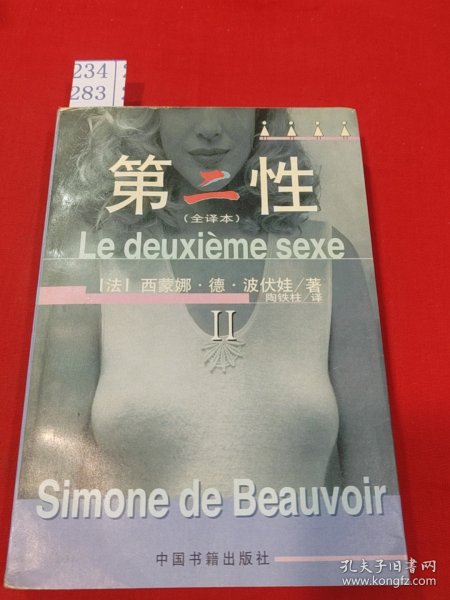 234
283
第二性
(全译本)
Le deuxième sexe
[法] 西蒙娜·德·波伏娃/著
陶铁柱/译
II
Simone de Beauvoir
中国书籍出版社
孔夫子旧书网
www.kongfz.com